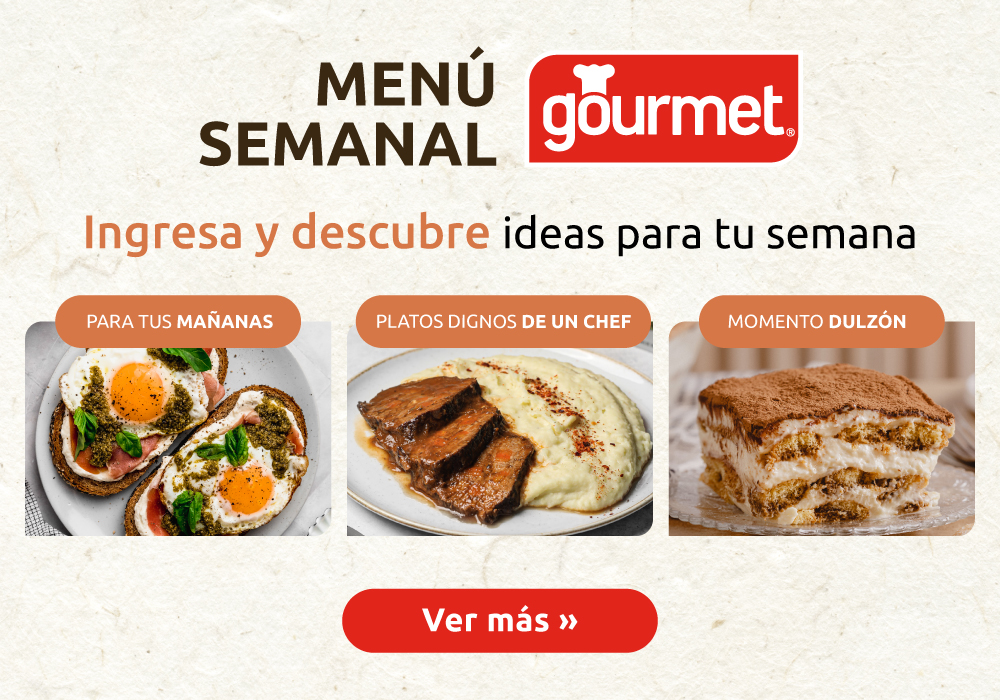 MENÚ
SEMANAL
gourmet®
Ingresa y descubre ideas para tu semana
PARA TUS MAÑANAS
PLATOS DIGNOS DE UN CHEF
MOMENTO DULZÓN
Ver más »